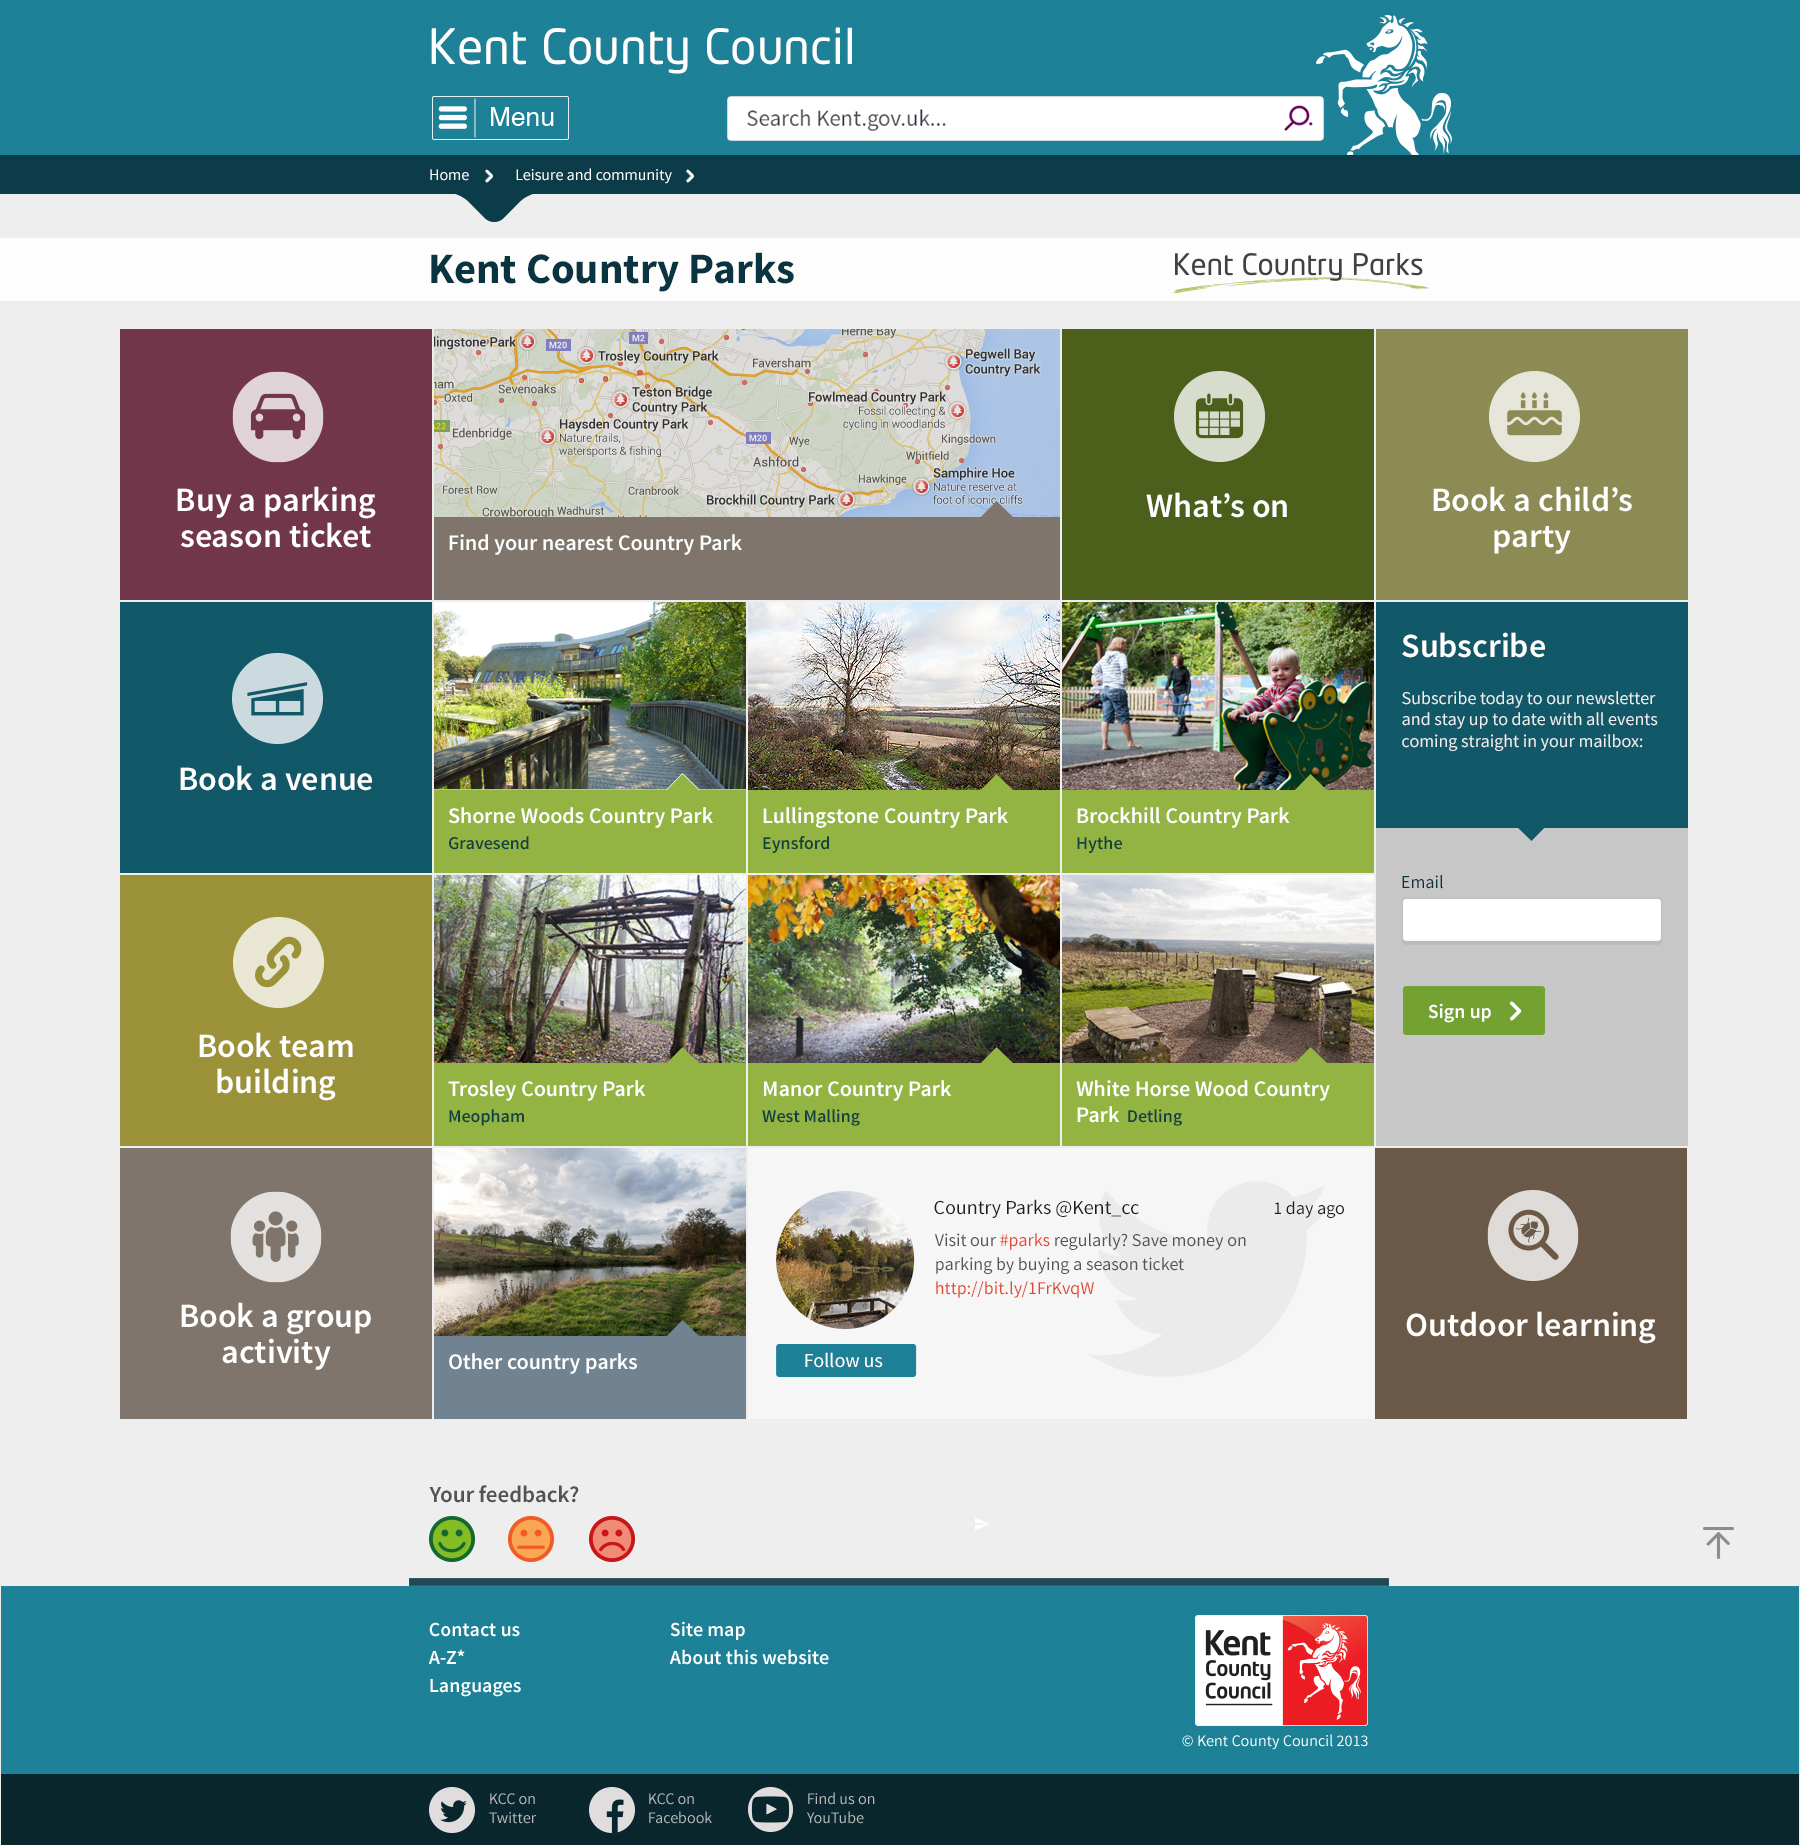 Kent County Council
Menu
Search Kent.gov.uk...
Home
Leisure and community
Kent Country Parks
Kent Country Parks
Buy a parking
season ticket
lingstone Park
M20
M2
Trosley Country Park
Herne Bay
Faversham
Pegwell Bay
Country Park
ham
Oxted
Sevenoaks
Teston Bridge
Country Park
Fowlmead Country Park
Fossil collecting &
cycling in woodlands
A22
Edenbridge
Haysden Country Park
Nature trails,
watersports & fishing
M20
Wye
Kingsdown
Ashford
Whitfield
Hawkinge
Samphire Hoe
Nature reserve at
foot of iconic cliffs
Forest Row
Cranbrook
Brockhill Country Park
Crowborough
Wadhurst
Find your nearest Country Park
What's on
Book a child's
party
Book a venue
Shorne Woods Country Park
Gravesend
Lullingstone Country Park
Eynsford
Brockhill Country Park
Hythe
Subscribe
Subscribe today to our newsletter
and stay up to date with all events
coming straight in your mailbox:
Email
Sign up
Book team
building
Trosley Country Park
Meopham
Manor Country Park
West Malling
White Horse Wood Country
Park Detling
Book a group
activity
Other country parks
Country Parks @Kent_cc
1 day ago
Visit our #parks regularly? Save money on
parking by buying a season ticket
http://bit.ly/1FrKvqW
Follow us
Outdoor learning
Your feedback?
Contact us
A-Z*
Languages
Site map
About this website
Kent
County
Council
© Kent County Council 2013
KCC on
Twitter
KCC on
Facebook
Find us on
YouTube